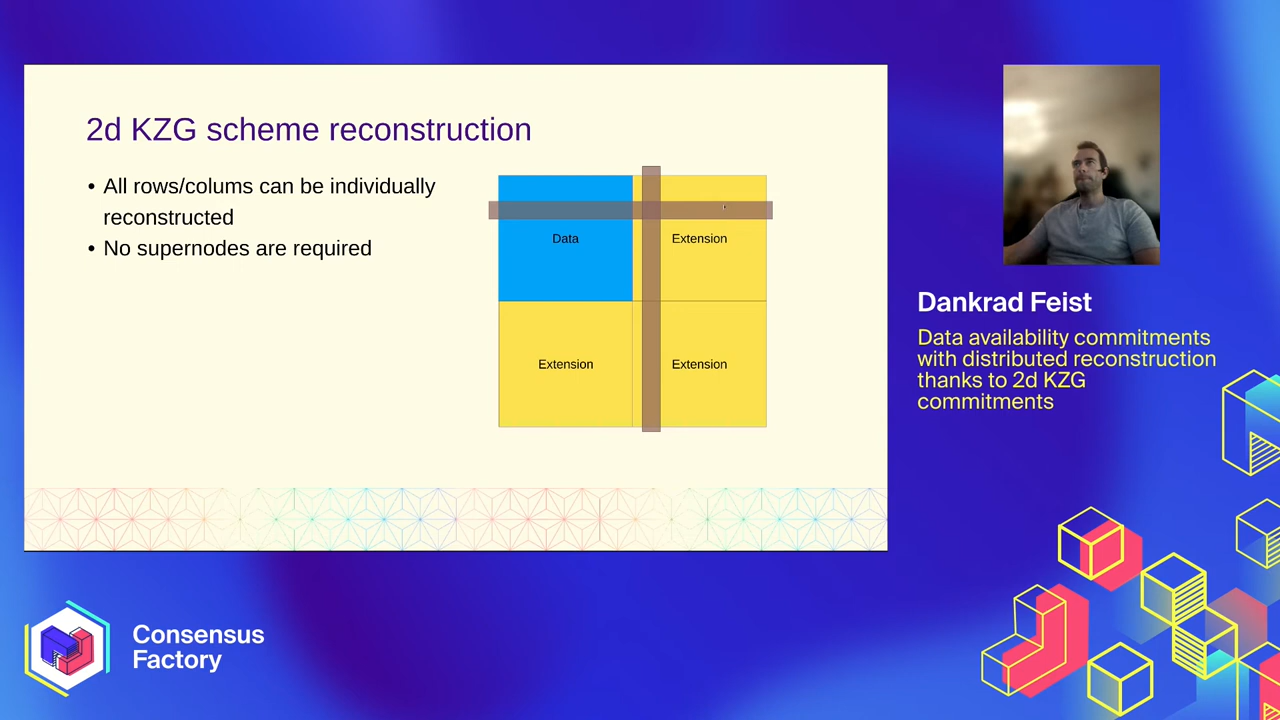 2d KZG scheme reconstruction
• All rows/colums can be individually
reconstructed
• No supernodes are required
Data
Extension
Extension
Extension
Dankrad Feist
Data availability commitments
with distributed reconstruction
thanks to 2d KZG
commitments
Consensus
Factory